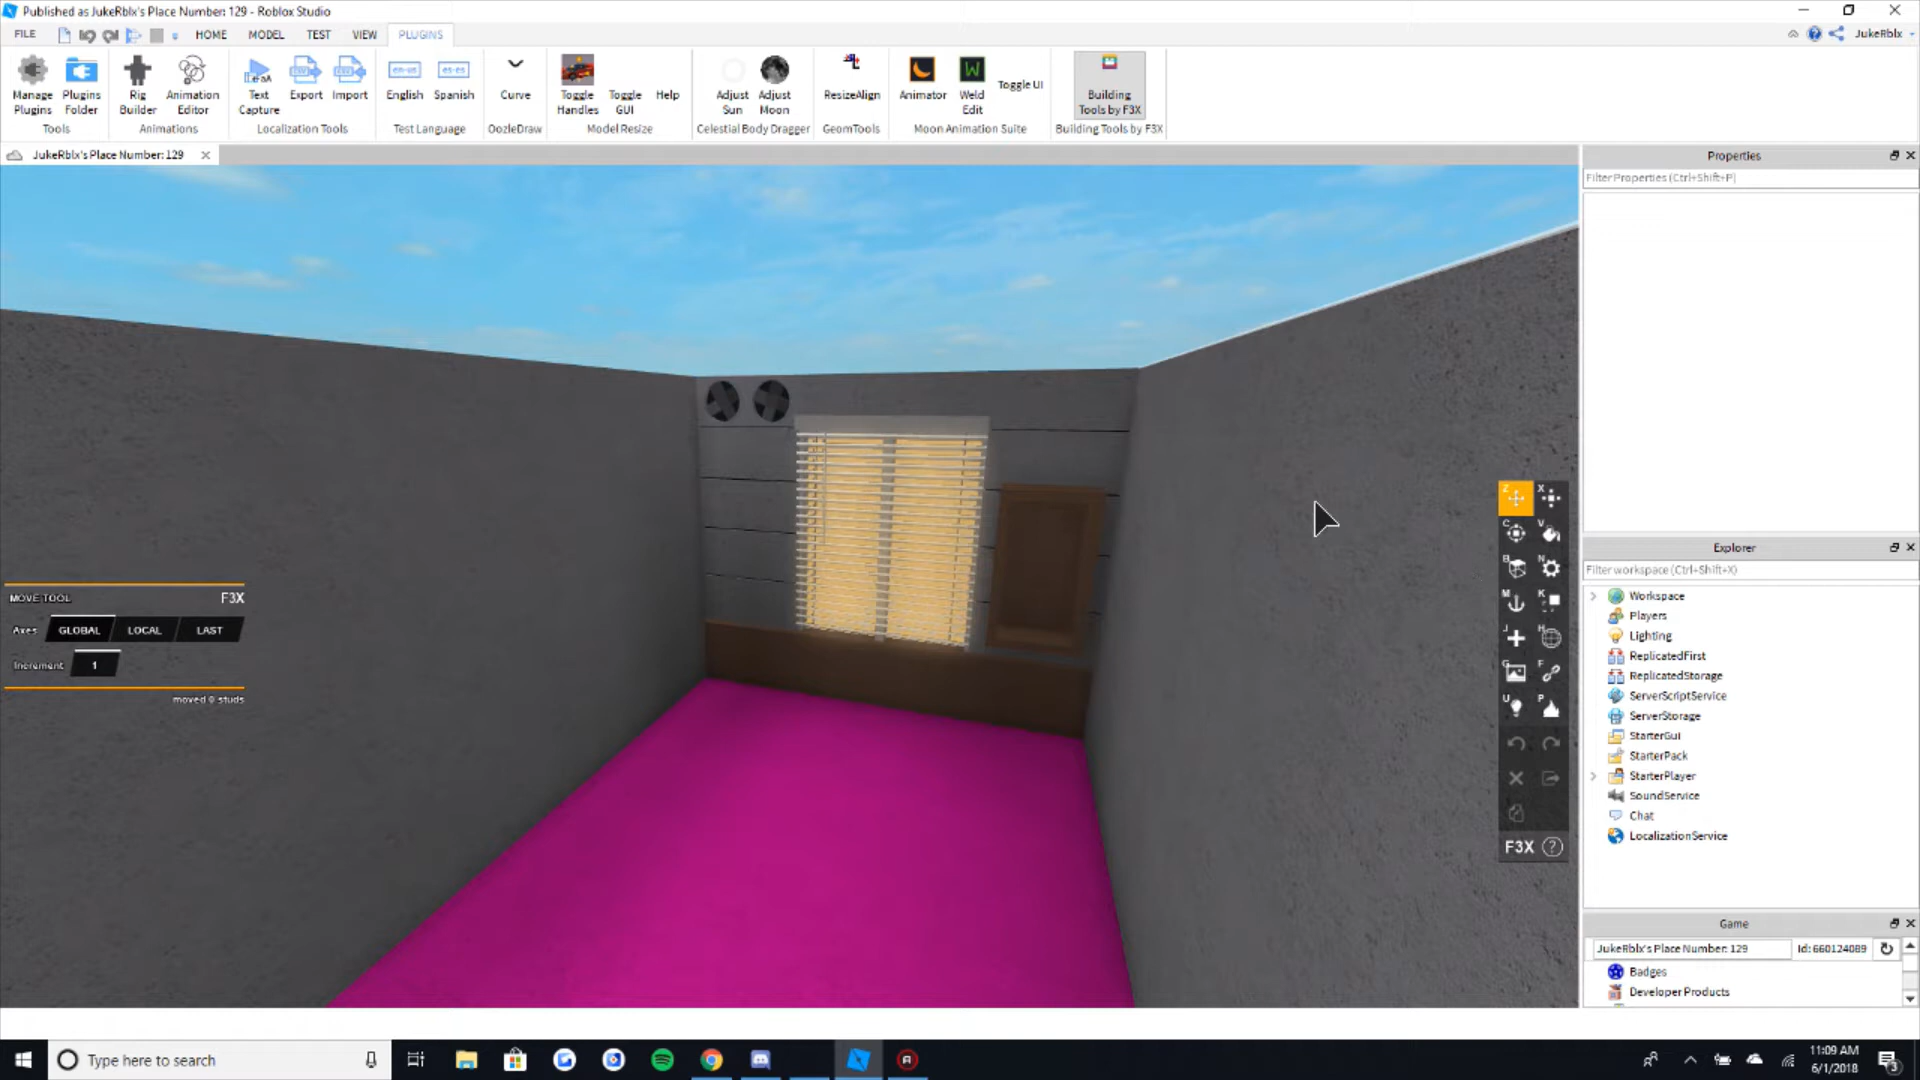 Published as JukeRblx's Place Number: 129 - Roblox Studio
FILE HOME MODEL TEST VIEW PLUGINS JukeRblx
Manage Plugins
Plugins Folder
Tools
Rig Builder
Animation Editor
Animations
Text Capture
Export
Import
Localization Tools
en-us
English
es-es
Spanish
Test Language
Curve
OozleDraw
Toggle Handles
Toggle GUI
Help
Model Resize
Adjust Sun
Adjust Moon
Celestial Body Dragger
ResizeAlign
GeomTools
Animator
Weld Edit
Toggle UI
Moon Animation Suite
Building Tools by F3X
Building Tools by F3X
JukeRblx's Place Number: 129
Properties
Filter Properties (Ctrl+Shift+P)
MOVE TOOL F3X
Axes GLOBAL LOCAL LAST
Increment 1
moved 0 studs
Z X
C V
B N
M K
J H
G F
U P
F3X ?
Explorer
Filter workspace (Ctrl+Shift+X)
Workspace
Players
Lighting
ReplicatedFirst
ReplicatedStorage
ServerScriptService
ServerStorage
StarterGui
StarterPack
StarterPlayer
SoundService
Chat
LocalizationService
Game
JukeRblx's Place Number: 129 Id: 660124089
Badges
Developer Products
Type here to search
11:09 AM
6/1/2018
3